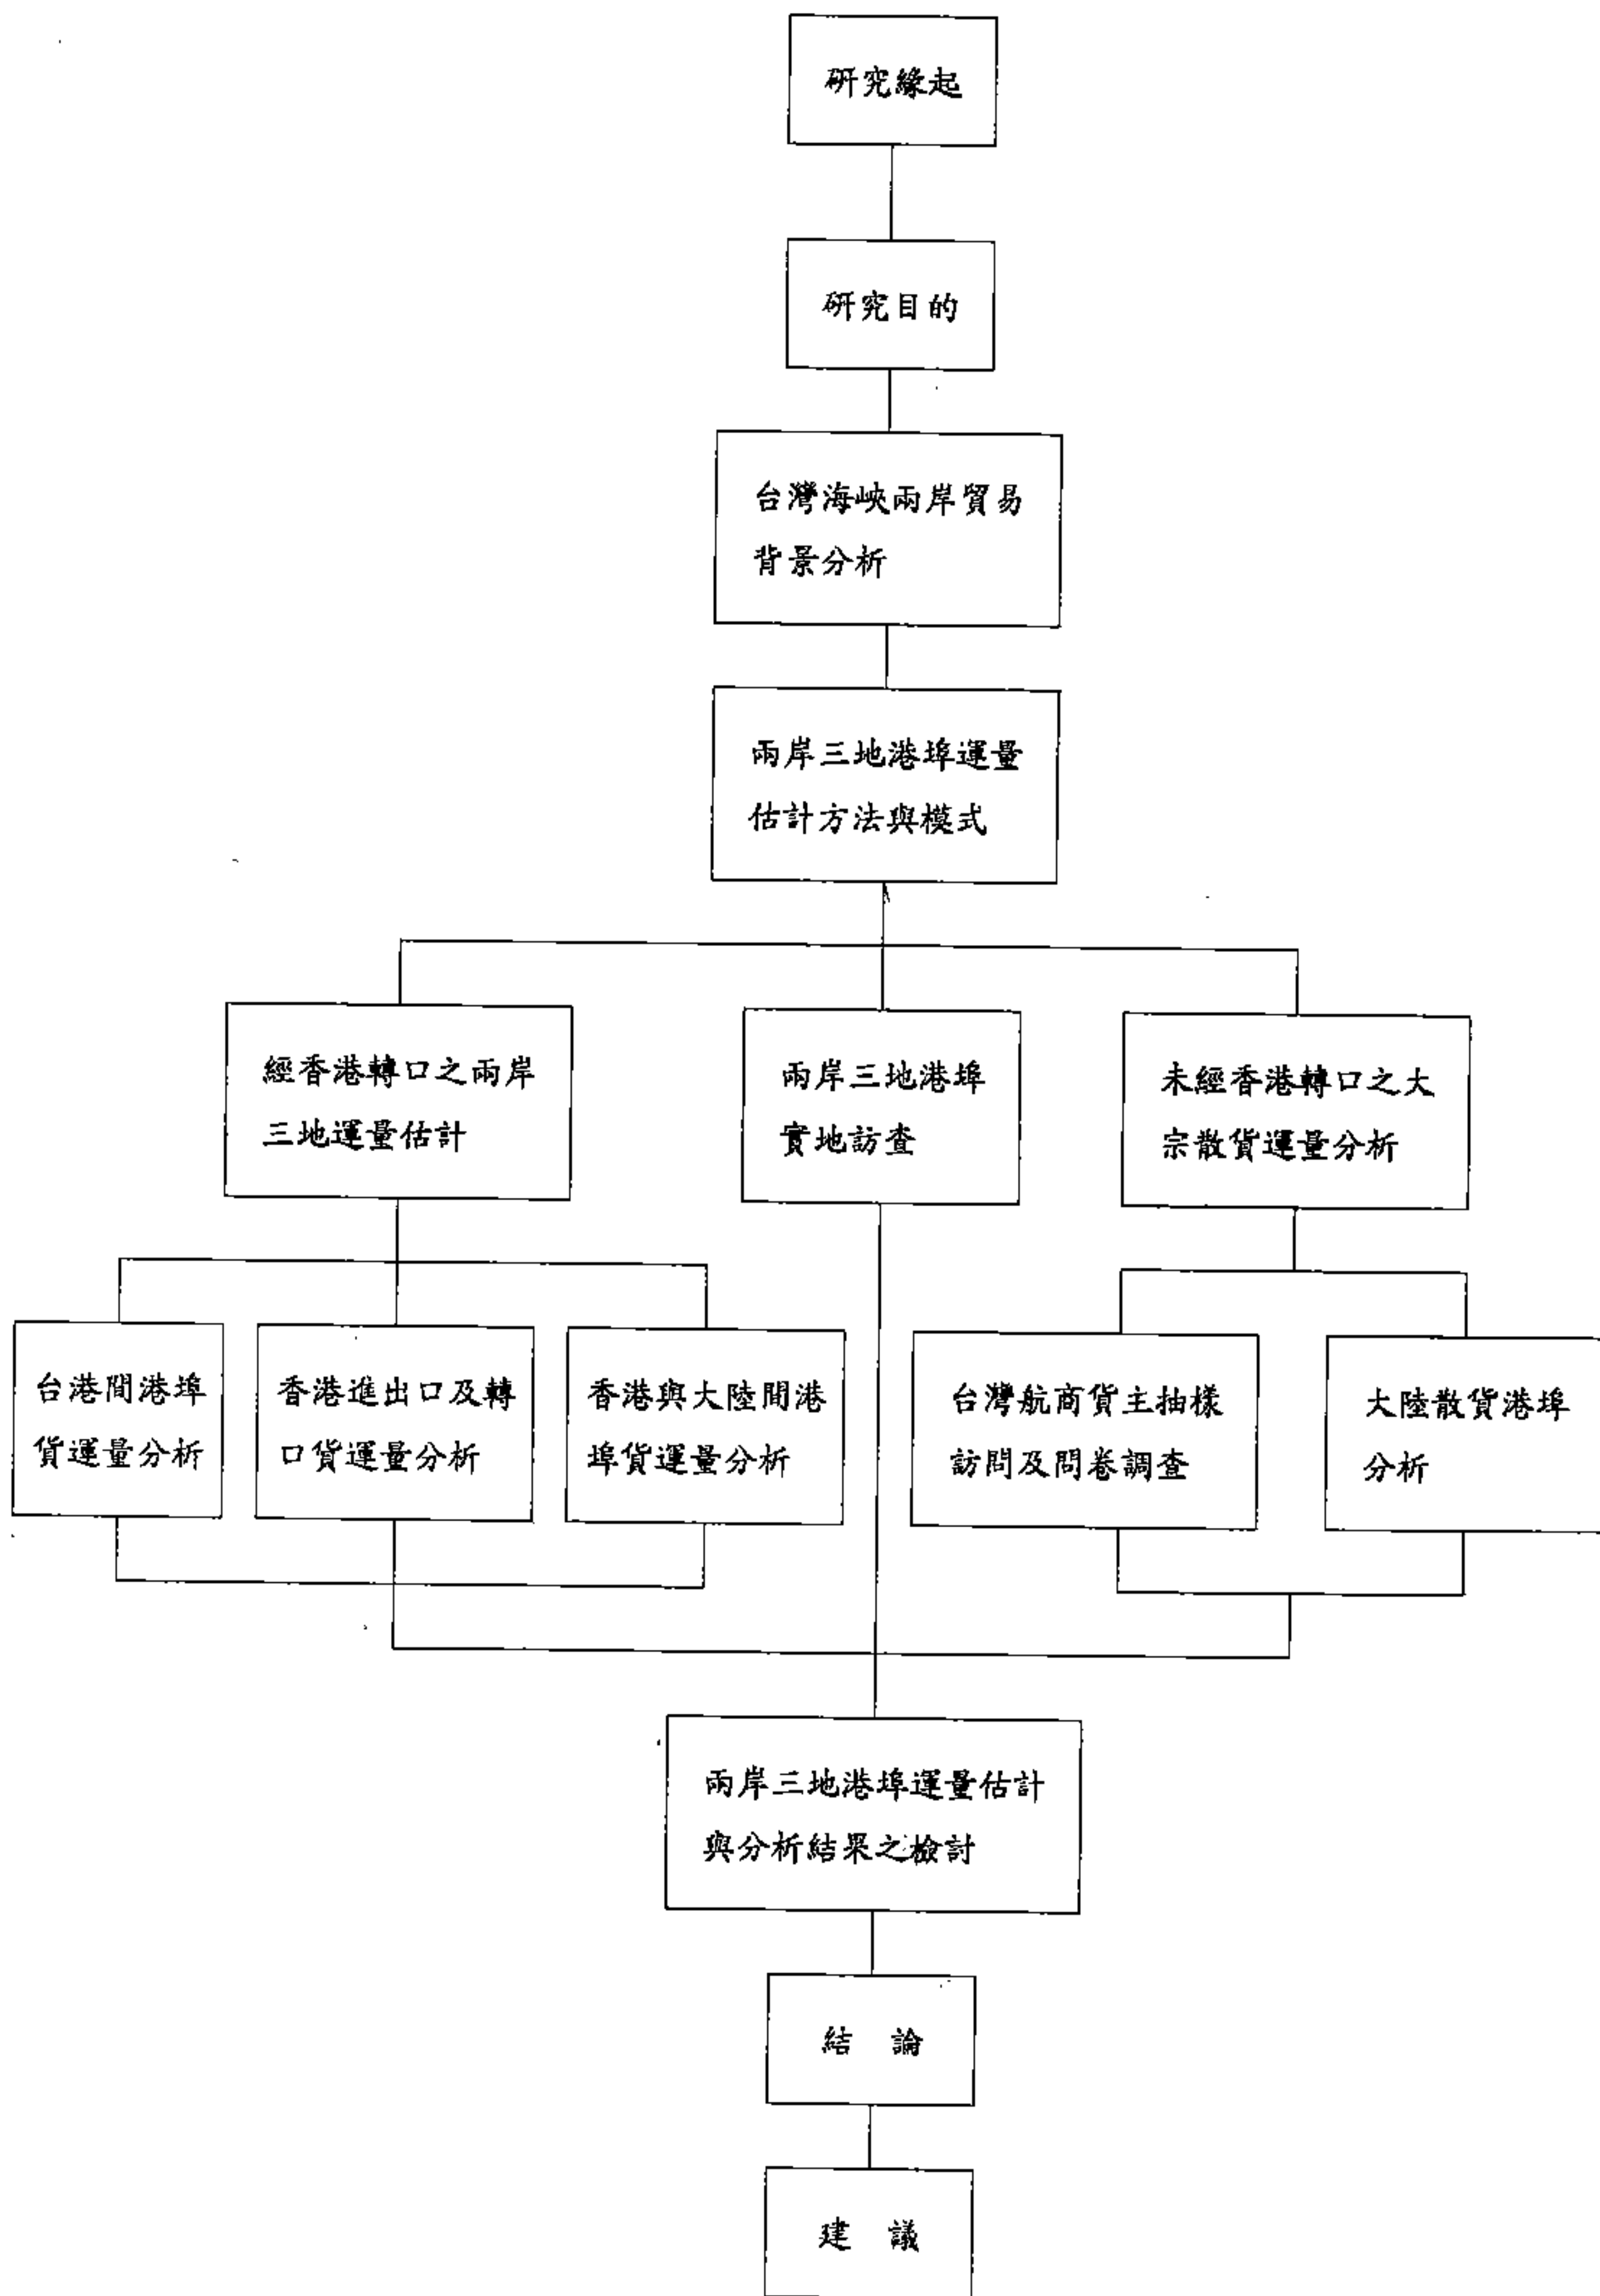 研究緣起
研究目的
台灣海峽兩岸貿易
背景分析
兩岸三地港埠運量
估計方法與模式
經香港轉口之兩岸
三地運量估計
兩岸三地港埠
實地訪查
未經香港轉口之大
宗散貨運量分析
台港間港埠
貨運量分析
香港進出口及轉
口貨運量分析
香港與大陸間港
埠貨運量分析
台灣航商貨主抽樣
訪問及問卷調查
大陸散貨港埠
分析
兩岸三地港埠運量估計
與分析結果之檢討
結 論
建 議